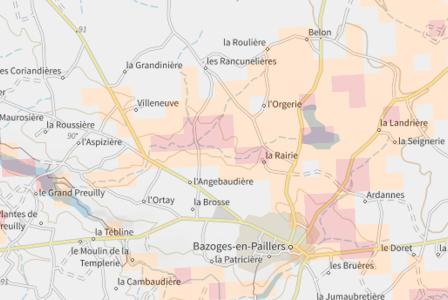 91
Belon
la Roulière
les Rancunelières
la Grandinière
es Coriandières
Villeneuve
l'Orgerie
Maurosière
la Roussière
la Landrière
90
l'Aspizière
la Seignerie
la Rairie
l'Angebaudière
le Grand Preuilly
Ardannes
l'Ortay
la Brosse
Plantes de
reuilly
la Tébline
Bazoges-en-Paillers
le Moulin de la
Templerie
le Doret
la
la Patricière
les Bruères
la Cambaudière
la Jumaubretière